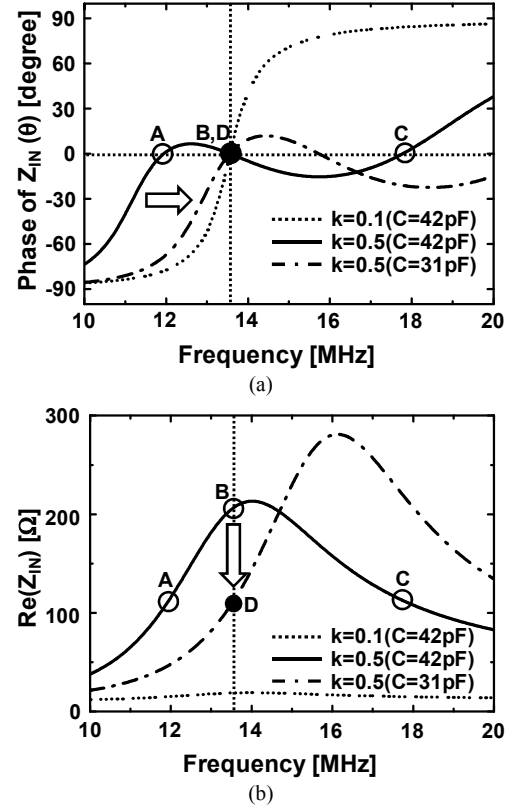 90
60
30
0
-30
-60
-90
Phase of Z_IN (θ) [degree]
A
B,D
C
k=0.1(C=42pF)
k=0.5(C=42pF)
k=0.5(C=31pF)
10 12 14 16 18 20
Frequency [MHz]
(a)
300
200
100
0
Re(Z_IN) [Ω]
B
A
D
C
k=0.1(C=42pF)
k=0.5(C=42pF)
k=0.5(C=31pF)
10 12 14 16 18 20
Frequency [MHz]
(b)